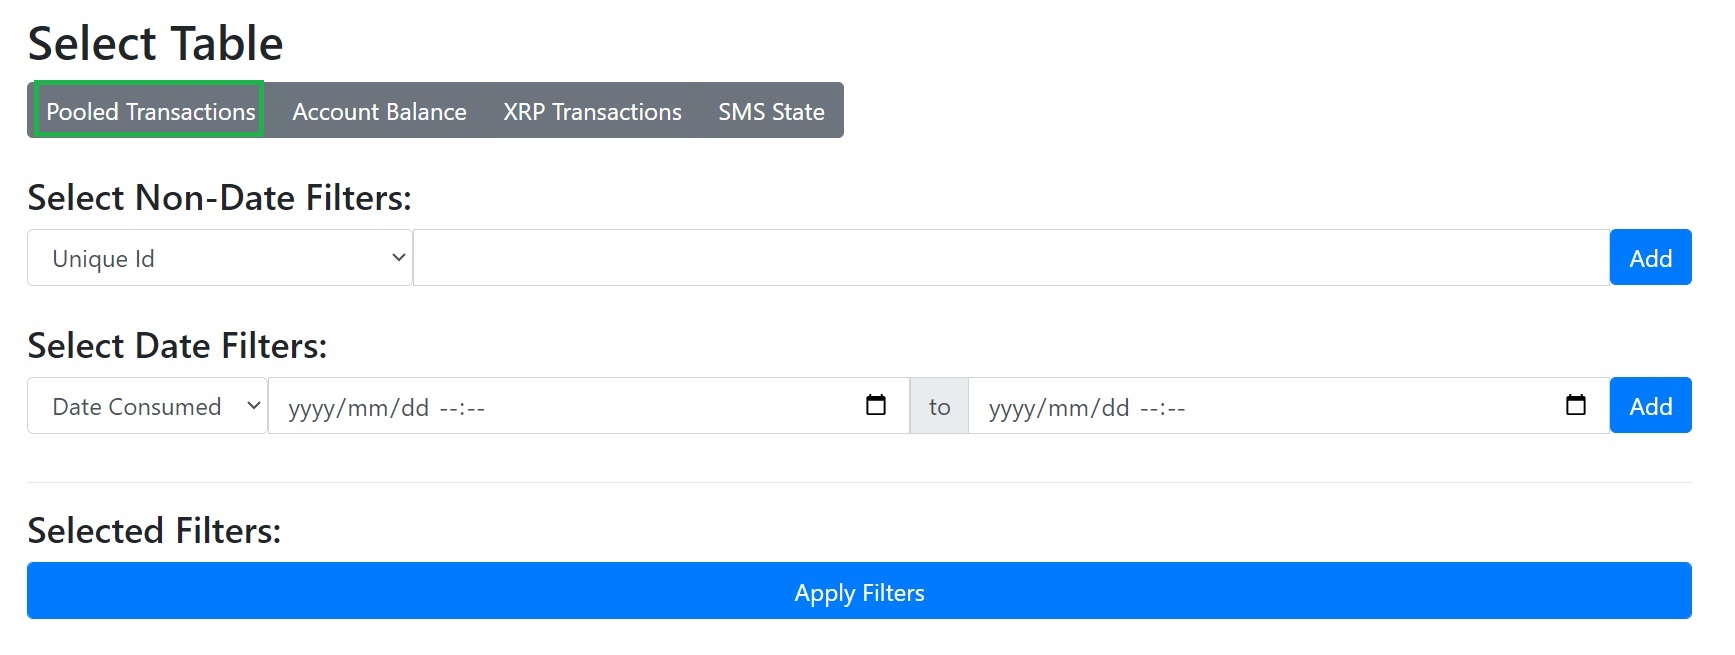 Select Table
Pooled Transactions Account Balance XRP Transactions SMS State
Select Non-Date Filters:
Unique Id Add
Select Date Filters:
Date Consumed yyyy/mm/dd --:-- to yyyy/mm/dd --:-- Add
Selected Filters:
Apply Filters